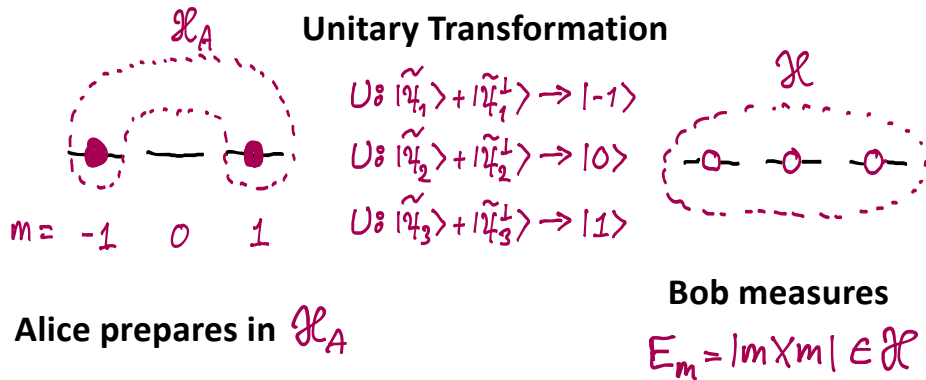 ℋ_A
Unitary Transformation
ℋ
U: |ψ̃₁⟩ + |ψ̃₁^⊥⟩ → |-1⟩
U: |ψ̃₂⟩ + |ψ̃₂^⊥⟩ → |0⟩
U: |ψ̃₃⟩ + |ψ̃₃^⊥⟩ → |1⟩
m = -1 0 1
Alice prepares in ℋ_A
Bob measures
E_m = |m⟩⟨m| ∈ ℋ